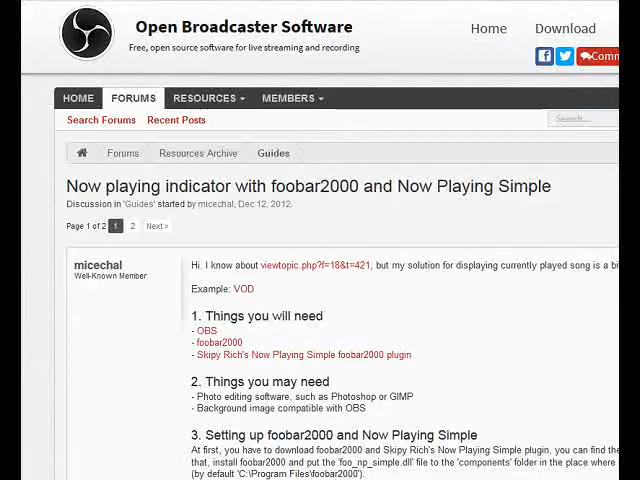 Open Broadcaster Software
Free, open source software for live streaming and recording
Home Download
HOME FORUMS RESOURCES MEMBERS
Search Forums Recent Posts
Search...
Forums Resources Archive Guides
Now playing indicator with foobar2000 and Now Playing Simple
Discussion in 'Guides' started by micechal, Dec 12, 2012.
Page 1 of 2 1 2 Next >
micechal
Well-Known Member
Hi. I know about viewtopic.php?f=18&t=421, but my solution for displaying currently played song is a bi
Example: VOD
1. Things you will need
- OBS
- foobar2000
- Skipy Rich's Now Playing Simple foobar2000 plugin
2. Things you may need
- Photo editing software, such as Photoshop or GIMP
- Background image compatible with OBS
3. Setting up foobar2000 and Now Playing Simple
At first, you have to download foobar2000 and Skipy Rich's Now Playing Simple plugin, you can find the
that, install foobar2000 and put the 'foo_np_simple.dll' file to the 'components' folder in the place where
(by default 'C:\Program Files\foobar2000').